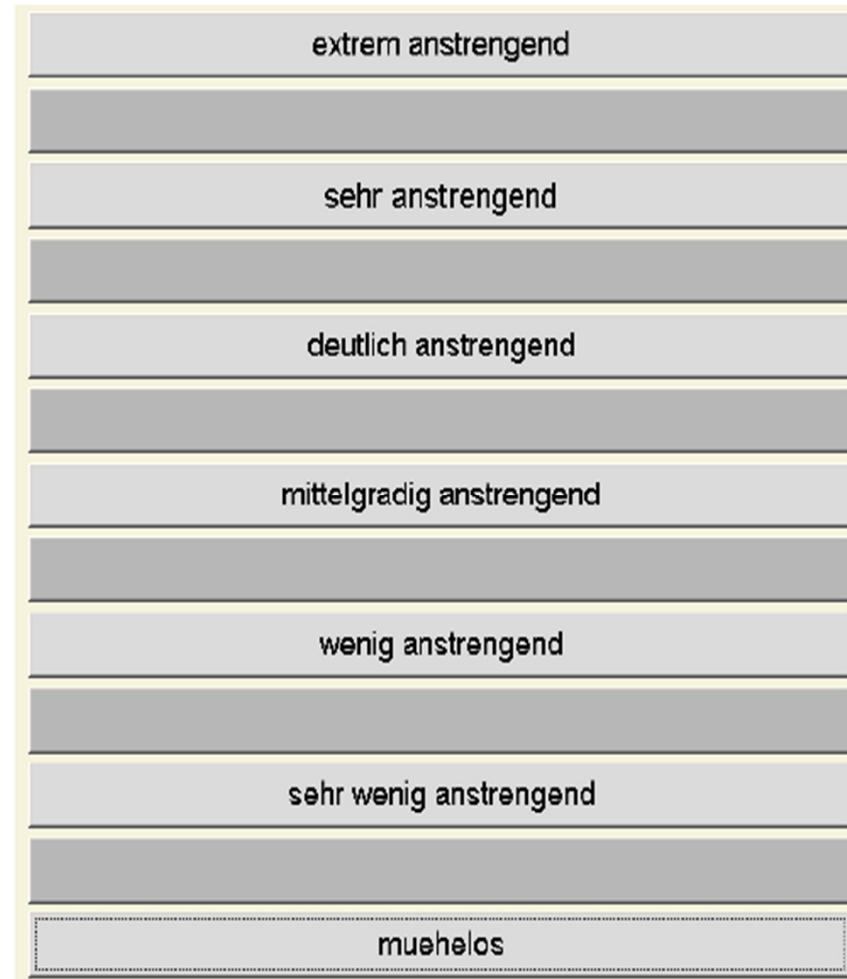 extrem anstrengend
sehr anstrengend
deutlich anstrengend
mittelgradig anstrengend
wenig anstrengend
sehr wenig anstrengend
muehelos